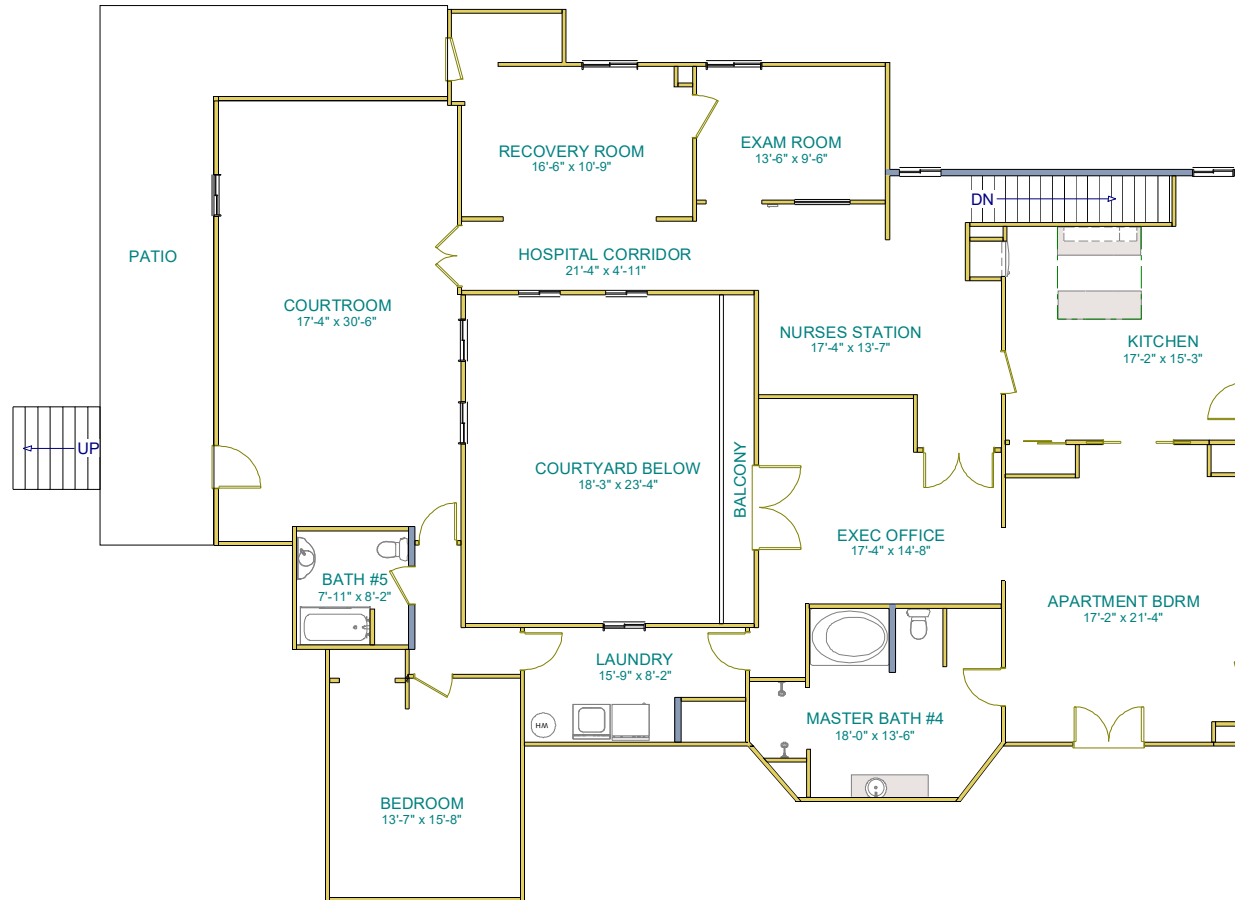 RECOVERY ROOM
16'-6" x 10'-9"
EXAM ROOM
13'-6" x 9'-6"
DN
PATIO
HOSPITAL CORRIDOR
21'-4" x 4'-11"
COURTROOM
17'-4" x 30'-6"
NURSES STATION
17'-4" x 13'-7"
KITCHEN
17'-2" x 15'-3"
UP
COURTYARD BELOW
18'-3" x 23'-4"
BALCONY
EXEC OFFICE
17'-4" x 14'-8"
BATH #5
7'-11" x 8'-2"
APARTMENT BDRM
17'-2" x 21'-4"
LAUNDRY
15'-9" x 8'-2"
HW
MASTER BATH #4
18'-0" x 13'-6"
BEDROOM
13'-7" x 15'-8"